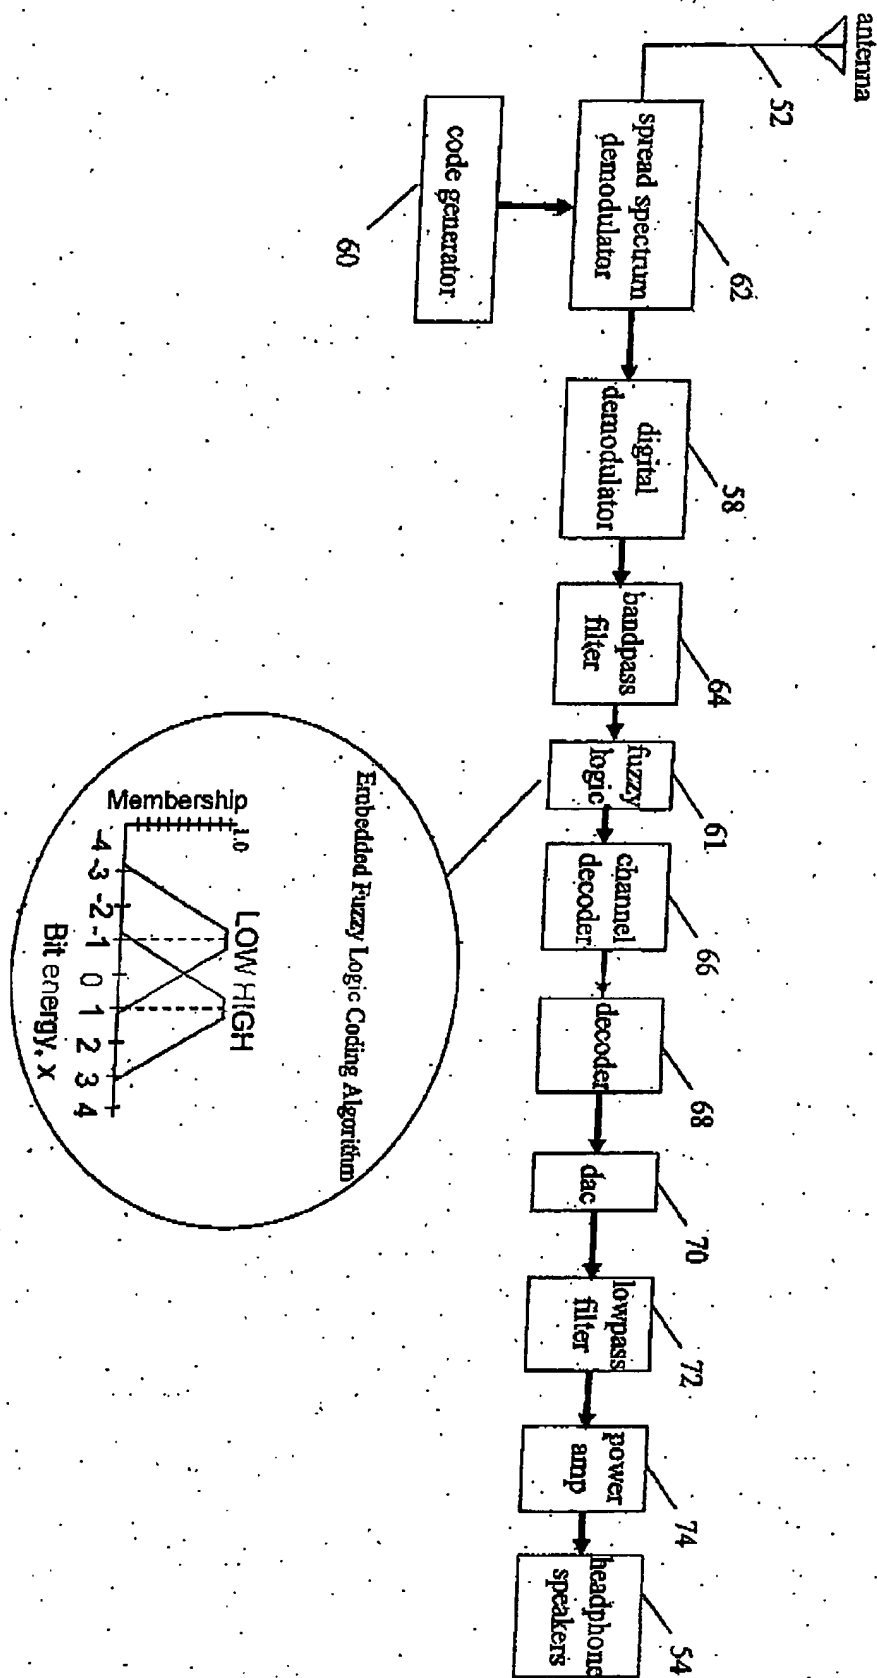 antenna
52
spread spectrum
demodulator
62
code generator
60
digital
demodulator
58
bandpass
filter
64
fuzzy
logic
61
channel
decoder
66
decoder
68
dac
70
lowpass
filter
72
power
amp
74
headphone
speakers
54
Embedded Fuzzy Logic Coding Algorithm
LOW HIGH
1.0
Membership
-4 -3 -2 -1 0 1 2 3 4
Bit energy, x